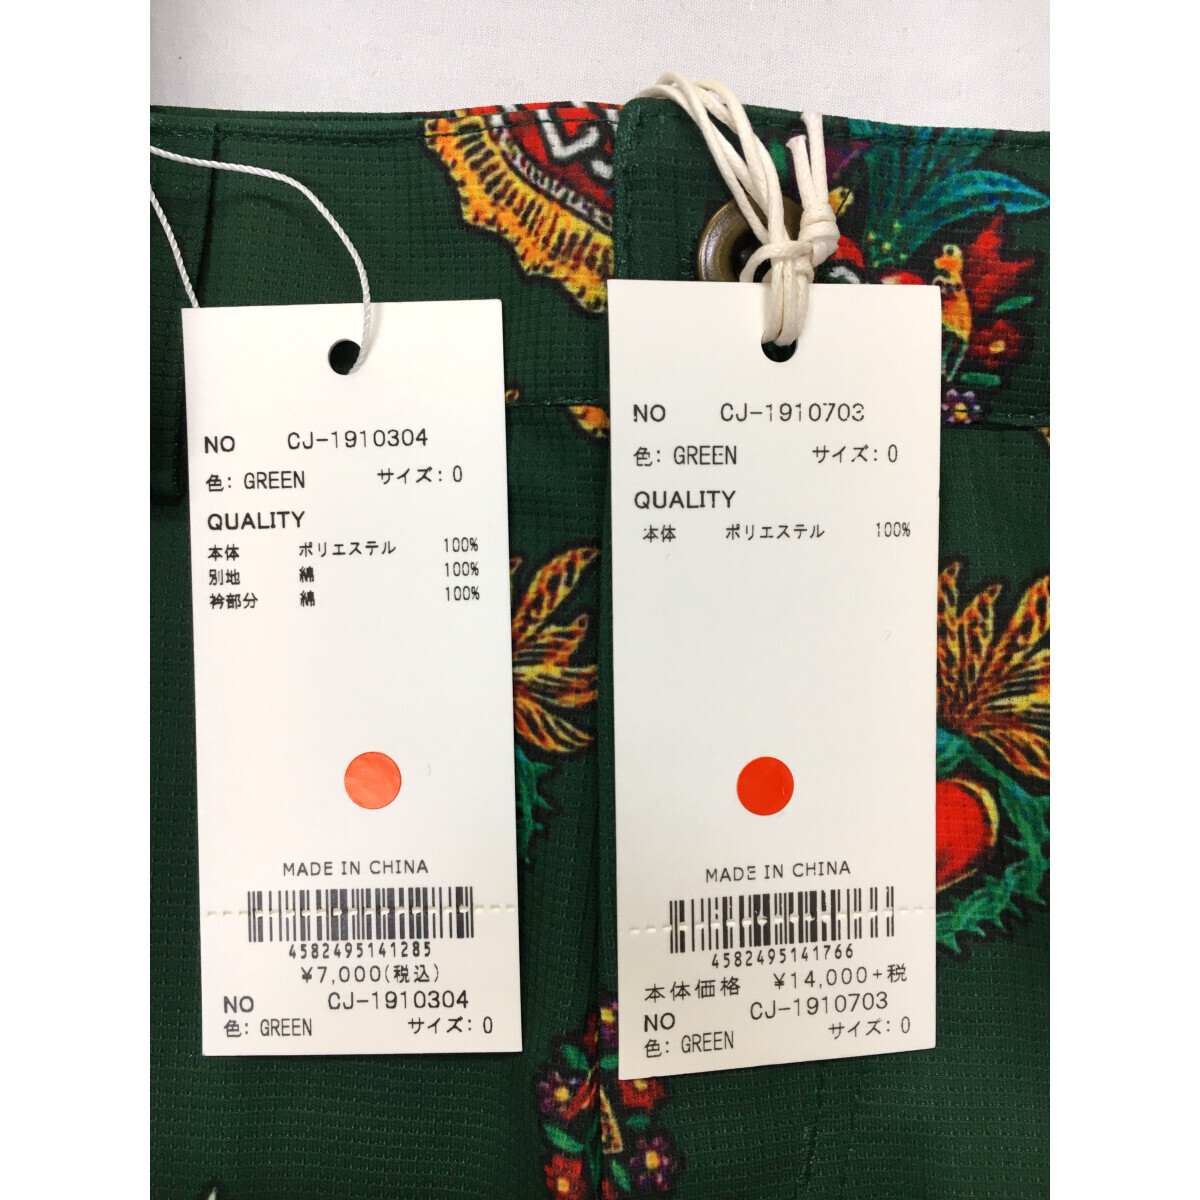 NO CJ-1910304
色: GREEN サイズ: 0
QUALITY
本体 ポリエステル 100%
別地 綿 100%
衿部分 綿 100%
MADE IN CHINA
4582495141285
¥7,000(税込)
NO CJ-1910304
色: GREEN サイズ: 0
NO CJ-1910703
色: GREEN サイズ: 0
QUALITY
本体 ポリエステル 100%
MADE IN CHINA
4582495141766
本体価格 ¥14,000+税
NO CJ-1910703
色: GREEN サイズ: 0